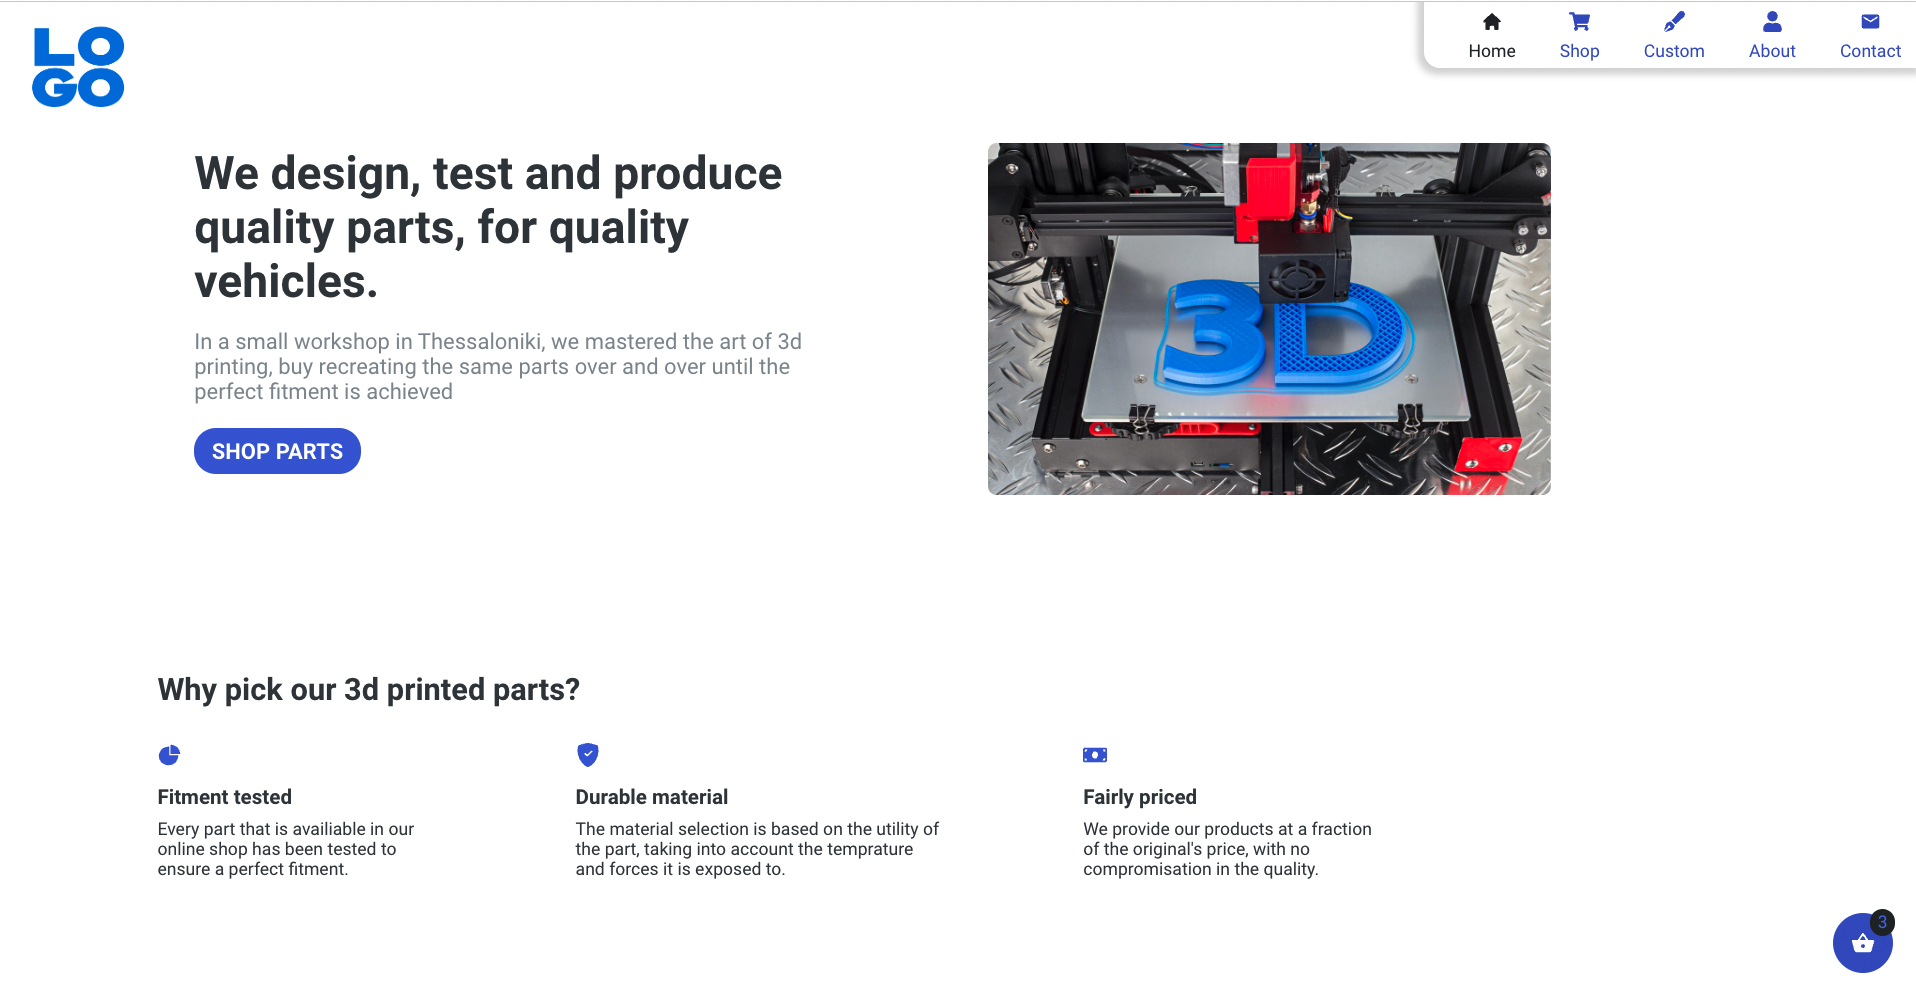 LO
GO
Home
Shop
Custom
About
Contact
We design, test and produce
quality parts, for quality
vehicles.
In a small workshop in Thessaloniki, we mastered the art of 3d
printing, buy recreating the same parts over and over until the
perfect fitment is achieved
SHOP PARTS
3D
Why pick our 3d printed parts?
Fitment tested
Every part that is availiable in our
online shop has been tested to
ensure a perfect fitment.
Durable material
The material selection is based on the utility of
the part, taking into account the temprature
and forces it is exposed to.
Fairly priced
We provide our products at a fraction
of the original's price, with no
compromisation in the quality.
3